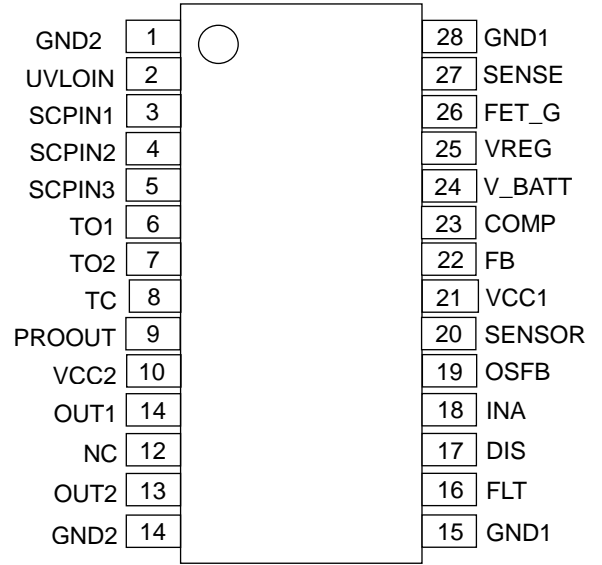 GND2 1 28 GND1
UVLOIN 2 27 SENSE
SCPIN1 3 26 FET_G
SCPIN2 4 25 VREG
SCPIN3 5 24 V_BATT
TO1 6 23 COMP
TO2 7 22 FB
TC 8 21 VCC1
PROOUT 9 20 SENSOR
VCC2 10 19 OSFB
OUT1 14 18 INA
NC 12 17 DIS
OUT2 13 16 FLT
GND2 14 15 GND1